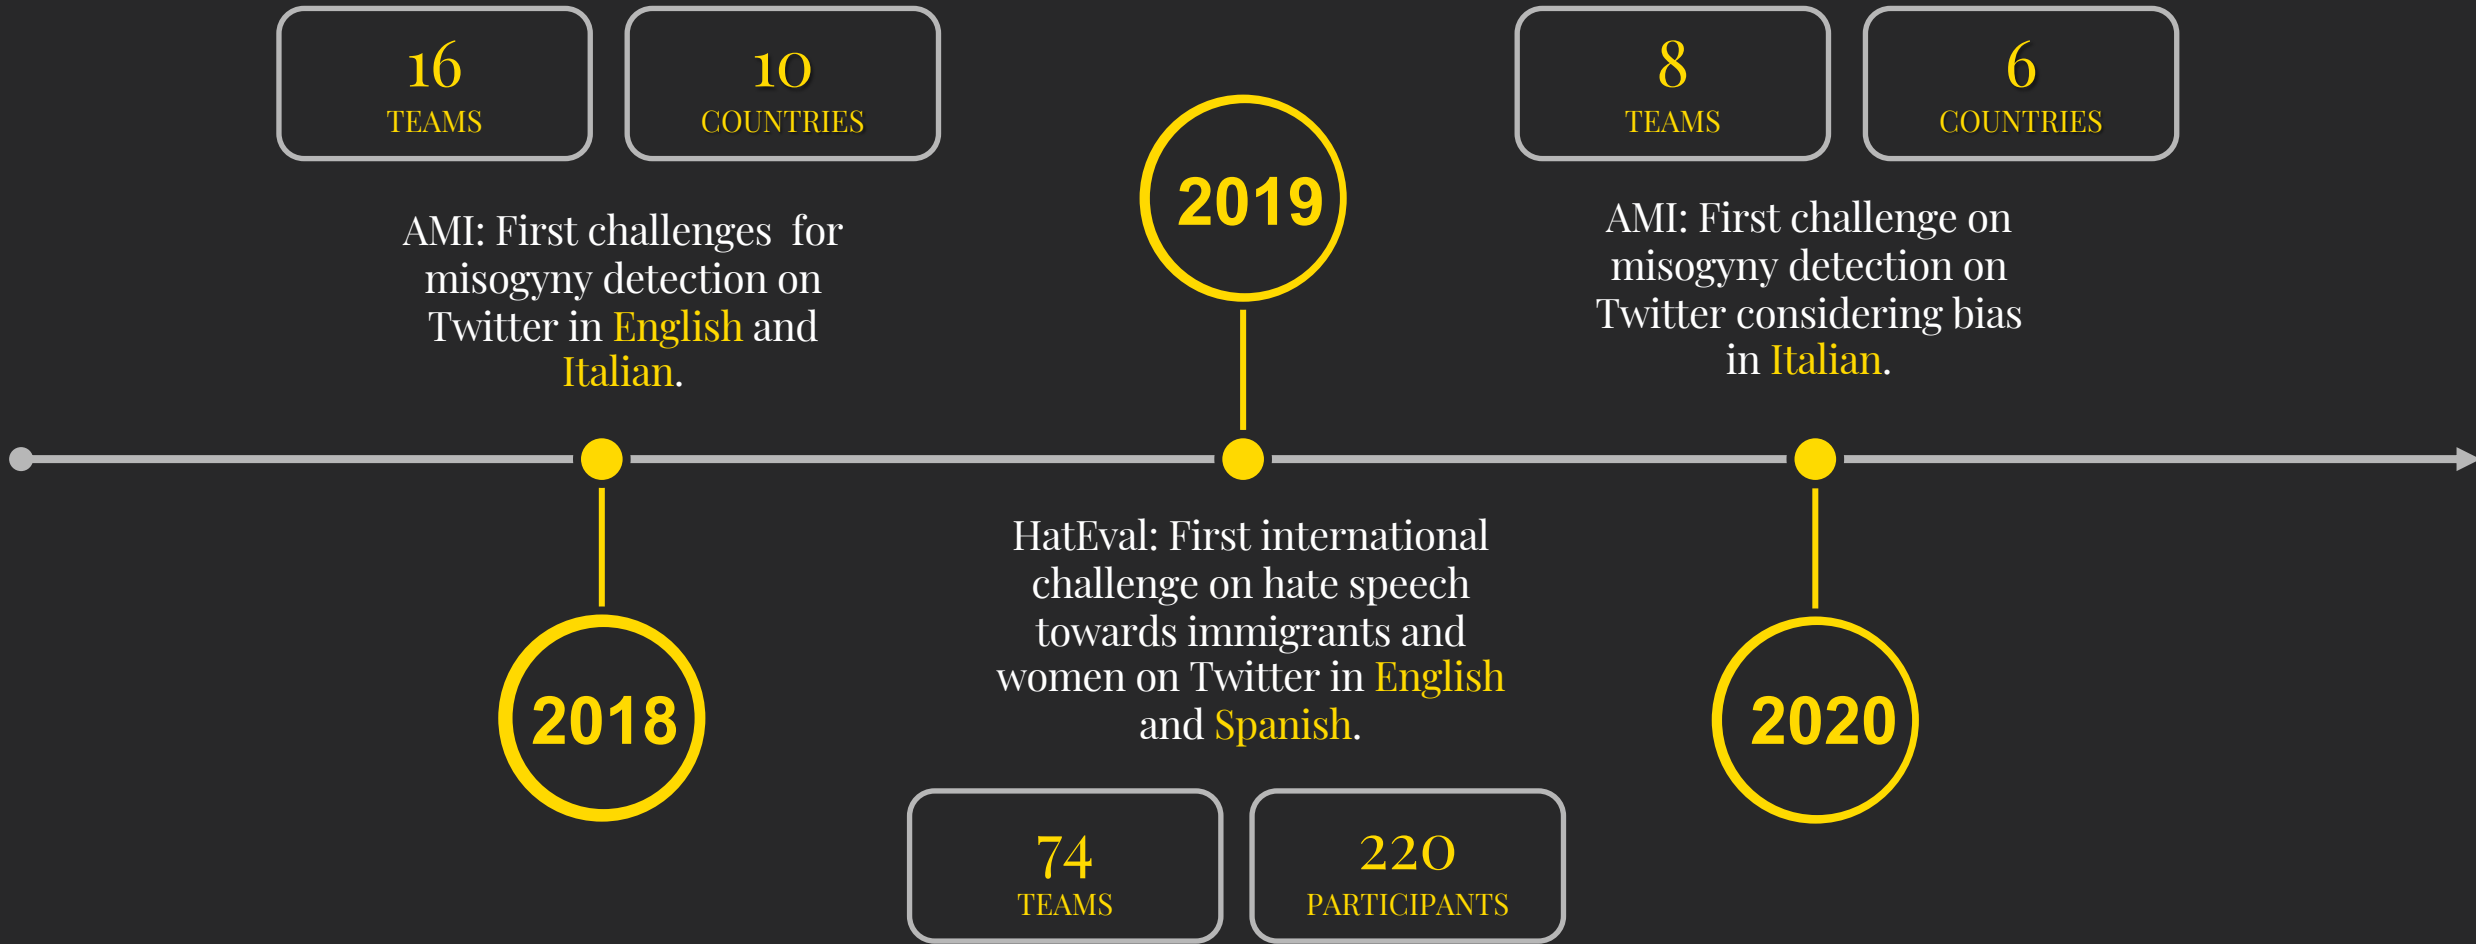 16
TEAMS
10
COUNTRIES
AMI: First challenges for
misogyny detection on
Twitter in English and
Italian.
2018
2019
HatEval: First international
challenge on hate speech
towards immigrants and
women on Twitter in English
and Spanish.
74
TEAMS
220
PARTICIPANTS
8
TEAMS
6
COUNTRIES
AMI: First challenge on
misogyny detection on
Twitter considering bias
in Italian.
2020